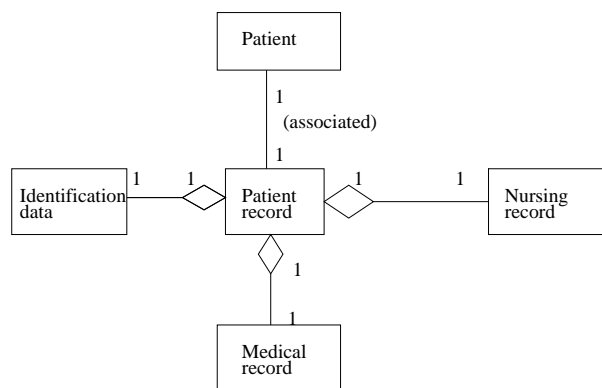 Patient
1
(associated)
1
1
1
1
1
Identification
data
Patient
record
Nursing
record
1
1
Medical
record